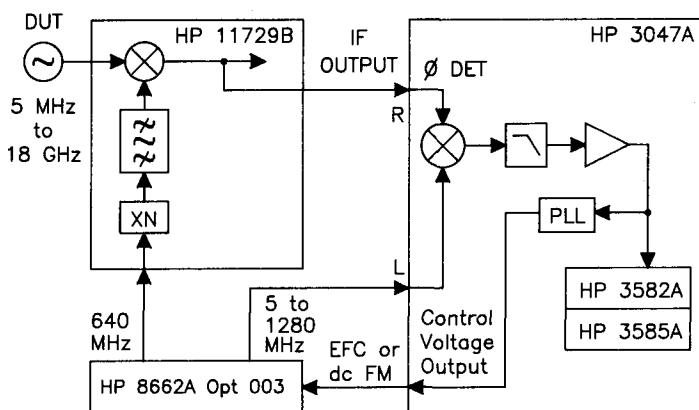 DUT
HP 11729B
HP 3047A
IF
OUTPUT
Ø DET
5 MHz
to
18 GHz
R
XN
PLL
L
640
MHz
5 to
1280
MHz
EFC or
dc FM
Control
Voltage
Output
HP 3582A
HP 3585A
HP 8662A Opt 003